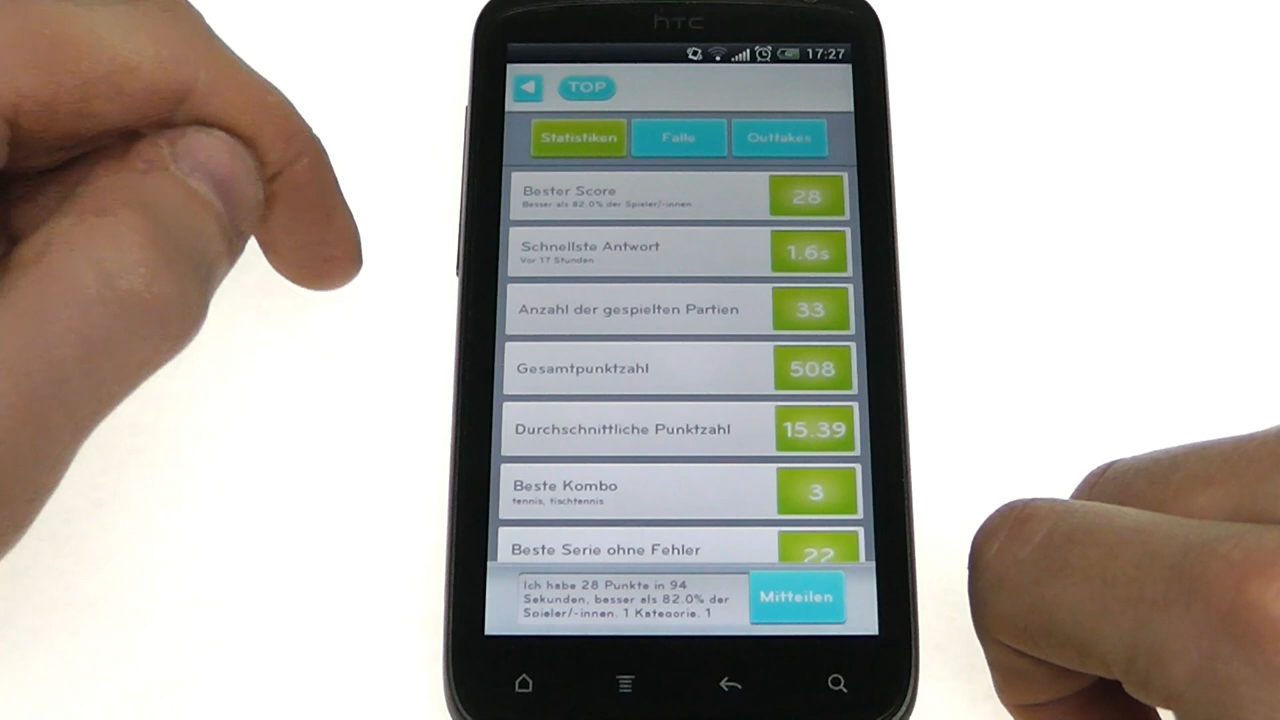 htc
17:27
TOP
Statistiken
Fälle
Outtakes
Bester Score
Besser als 82.0% der Spieler/-innen
28
Schnellste Antwort
Vor 17 Stunden
1.6s
Anzahl der gespielten Partien
33
Gesamtpunktzahl
508
Durchschnittliche Punktzahl
15.39
Beste Kombo
tennis, tischtennis
3
Beste Serie ohne Fehler
22
Ich habe 28 Punkte in 94
Sekunden, besser als 82.0% der
Spieler/-innen. 1 Kategorie. 1
Mitteilen